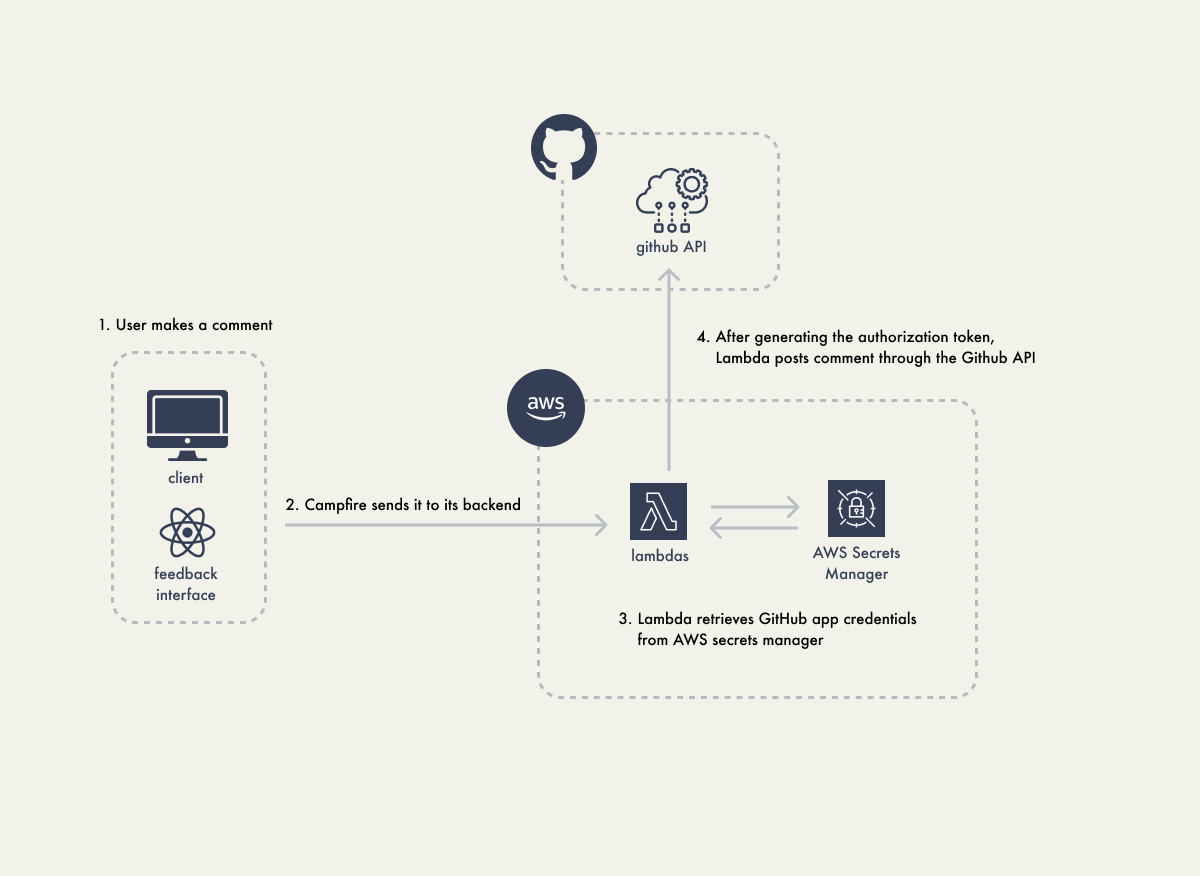 github API
1. User makes a comment
4. After generating the authorization token,
Lambda posts comment through the Github API
aws
client
2. Campfire sends it to its backend
lambdas
AWS Secrets
Manager
feedback
interface
3. Lambda retrieves GitHub app credentials
from AWS secrets manager